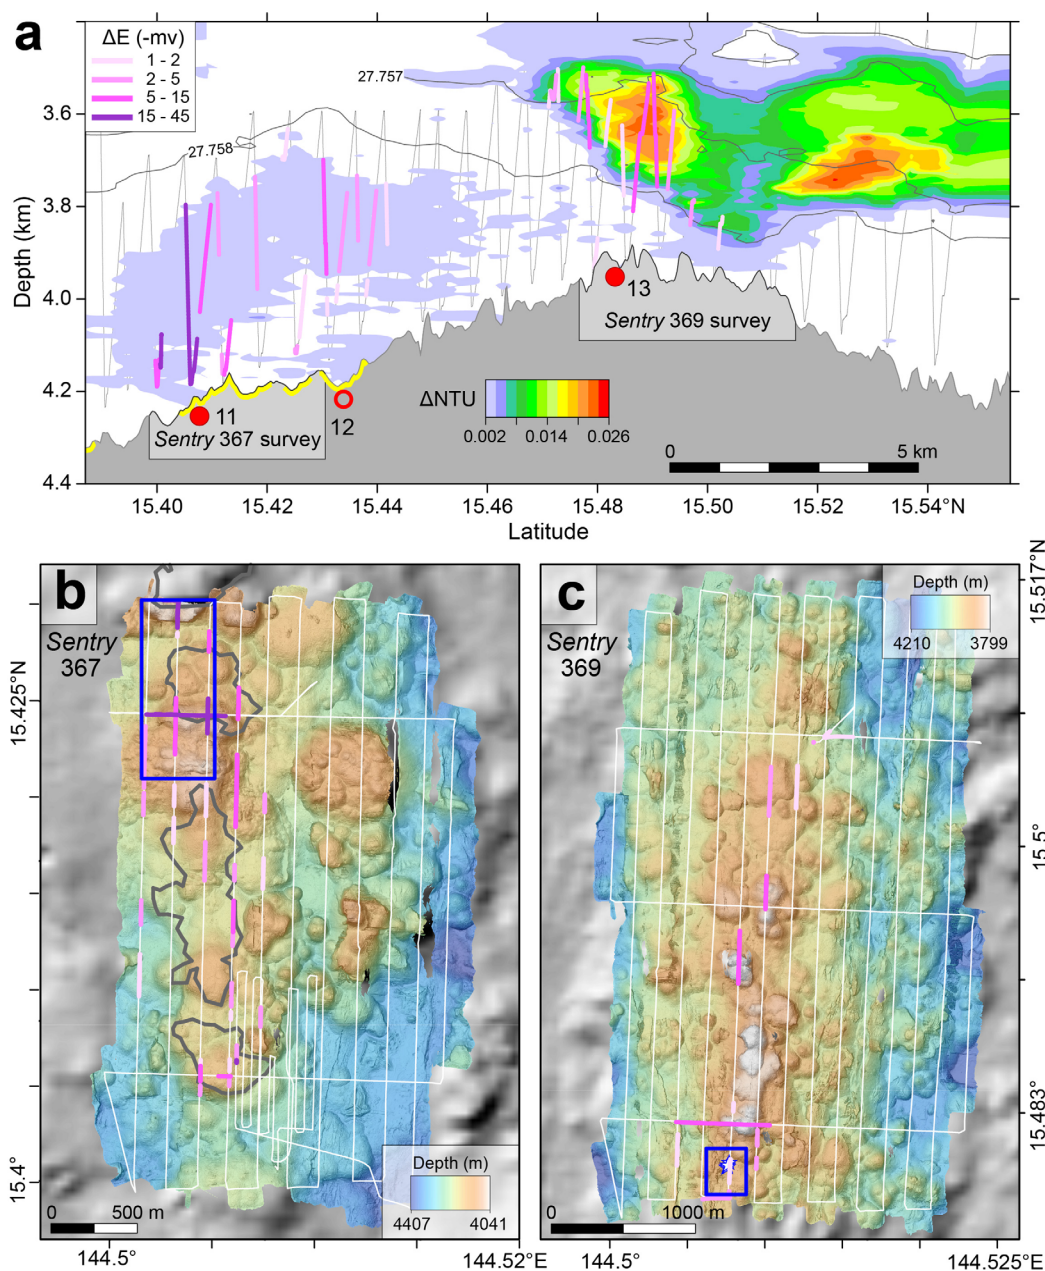 a
ΔE (-mv)
1 - 2
2 - 5
5 - 15
15 - 45
27.757
27.758
3.6
3.8
4.0
4.2
4.4
Depth (km)
13
Sentry 369 survey
11
12
Sentry 367 survey
ΔNTU
0.002 0.014 0.026
0 5 km
15.40 15.42 15.44 15.46 15.48 15.50 15.52 15.54°N
Latitude
b
Sentry
367
15.425°N
15.4°
Depth (m)
4407 4041
0 500 m
144.5° 144.52°E
c
Sentry
369
Depth (m)
4210 3799
15.517°N
15.5°
15.483°
0 1000 m
144.5° 144.525°E